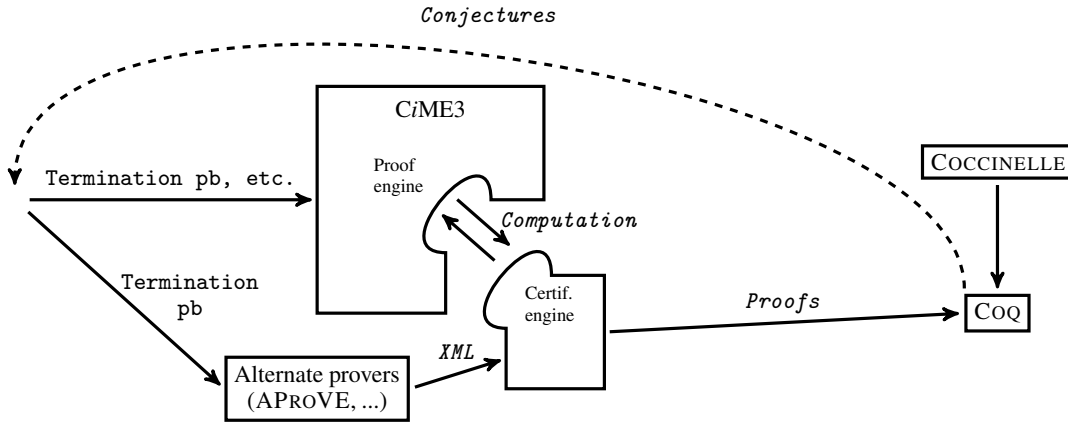 Conjectures
CiME3
Proof
engine
COCCINELLE
Termination pb, etc.
Computation
Termination
pb
Certif.
engine
Proofs
COQ
XML
Alternate provers
(APROVE, ...)